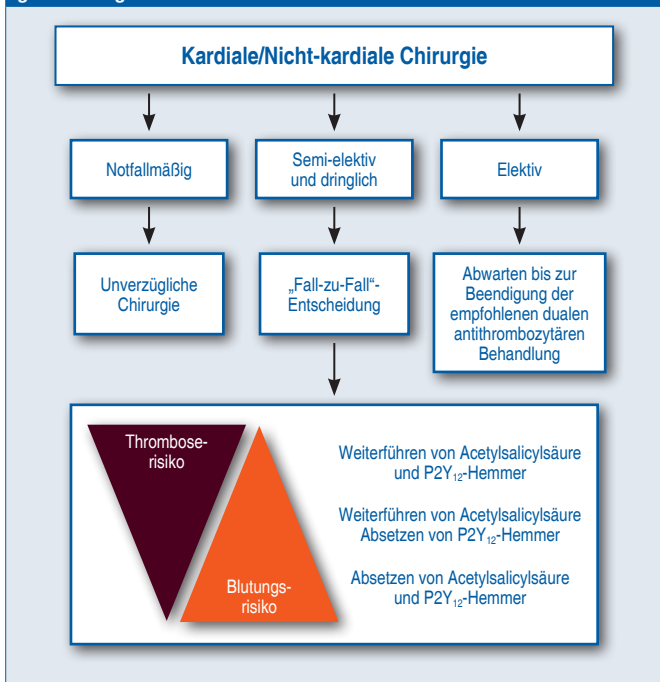 Kardiale/Nicht-kardiale Chirurgie
Notfallmäßig
Semi-elektiv
und dringlich
Elektiv
Unverzügliche
Chirurgie
„Fall-zu-Fall“-
Entscheidung
Abwarten bis zur
Beendigung der
empfohlenen dualen
antithrombozytären
Behandlung
Thrombose-
risiko
Blutungs-
risiko
Weiterführen von Acetylsalicylsäure
und P2Y₁₂-Hemmer
Weiterführen von Acetylsalicylsäure
Absetzen von P2Y₁₂-Hemmer
Absetzen von Acetylsalicylsäure
und P2Y₁₂-Hemmer